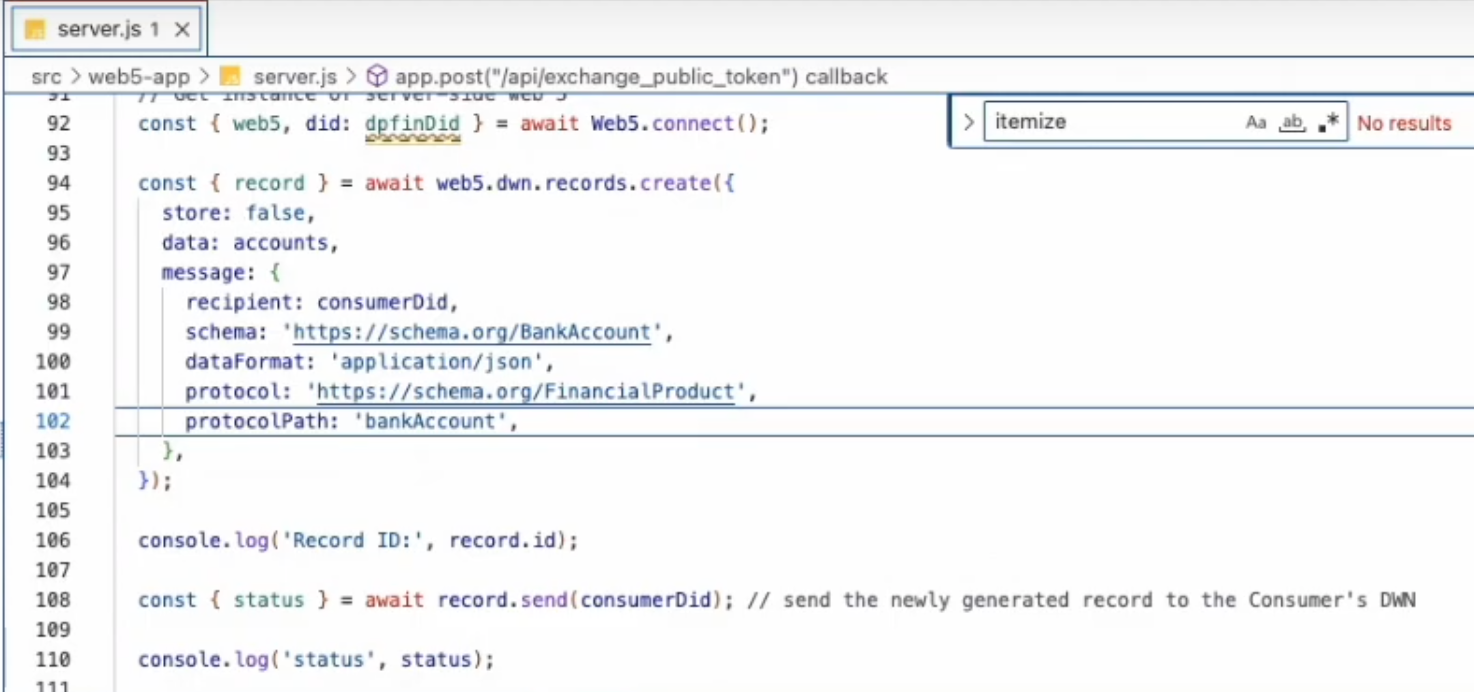 server.js 1 ×
src > web5-app > server.js > app.post("/api/exchange_public_token") callback
91 // Get instance of server-side Web 5
92 const { web5, did: dpfinDid } = await Web5.connect();
> itemize Aa ab .* No results
93
94 const { record } = await web5.dwn.records.create({
95 store: false,
96 data: accounts,
97 message: {
98 recipient: consumerDid,
99 schema: 'https://schema.org/BankAccount',
100 dataFormat: 'application/json',
101 protocol: 'https://schema.org/FinancialProduct',
102 protocolPath: 'bankAccount',
103 },
104 });
105
106 console.log('Record ID:', record.id);
107
108 const { status } = await record.send(consumerDid); // send the newly generated record to the Consumer's DWN
109
110 console.log('status', status);
111